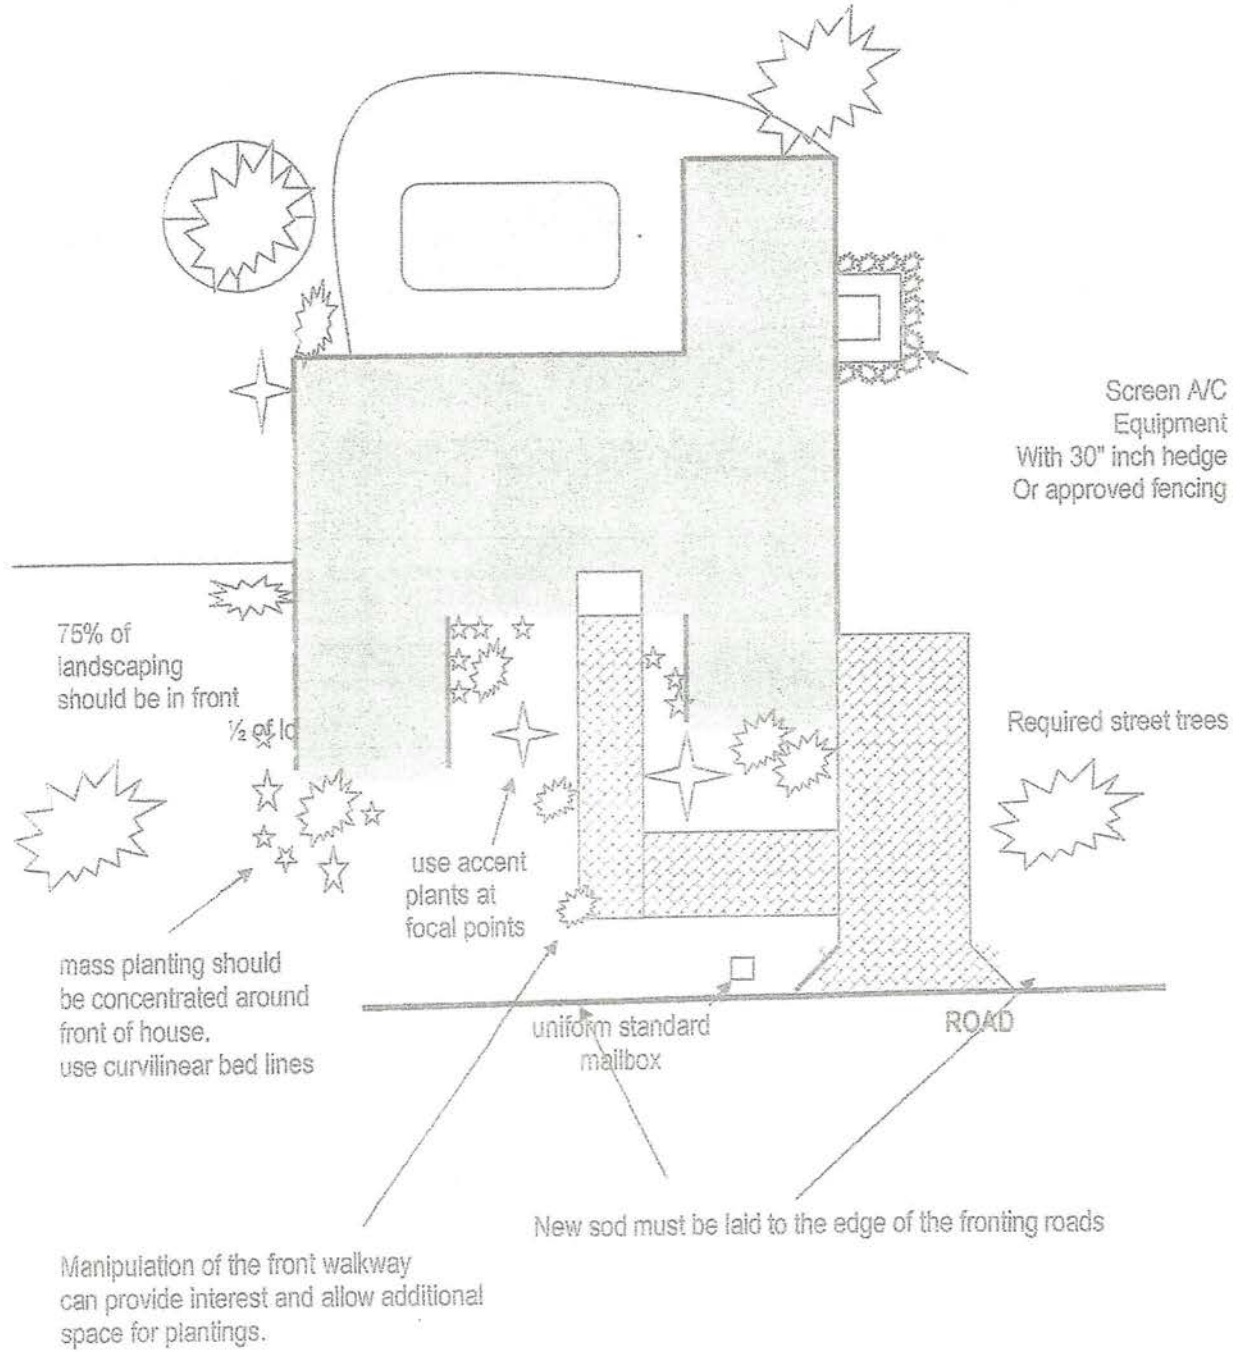 Screen A/C
Equipment
With 30" inch hedge
Or approved fencing
75% of
landscaping
should be in front
½ of lo
Required street trees
use accent
plants at
focal points
mass planting should
be concentrated around
front of house.
use curvilinear bed lines
uniform standard
mailbox
ROAD
New sod must be laid to the edge of the fronting roads
Manipulation of the front walkway
can provide interest and allow additional
space for plantings.